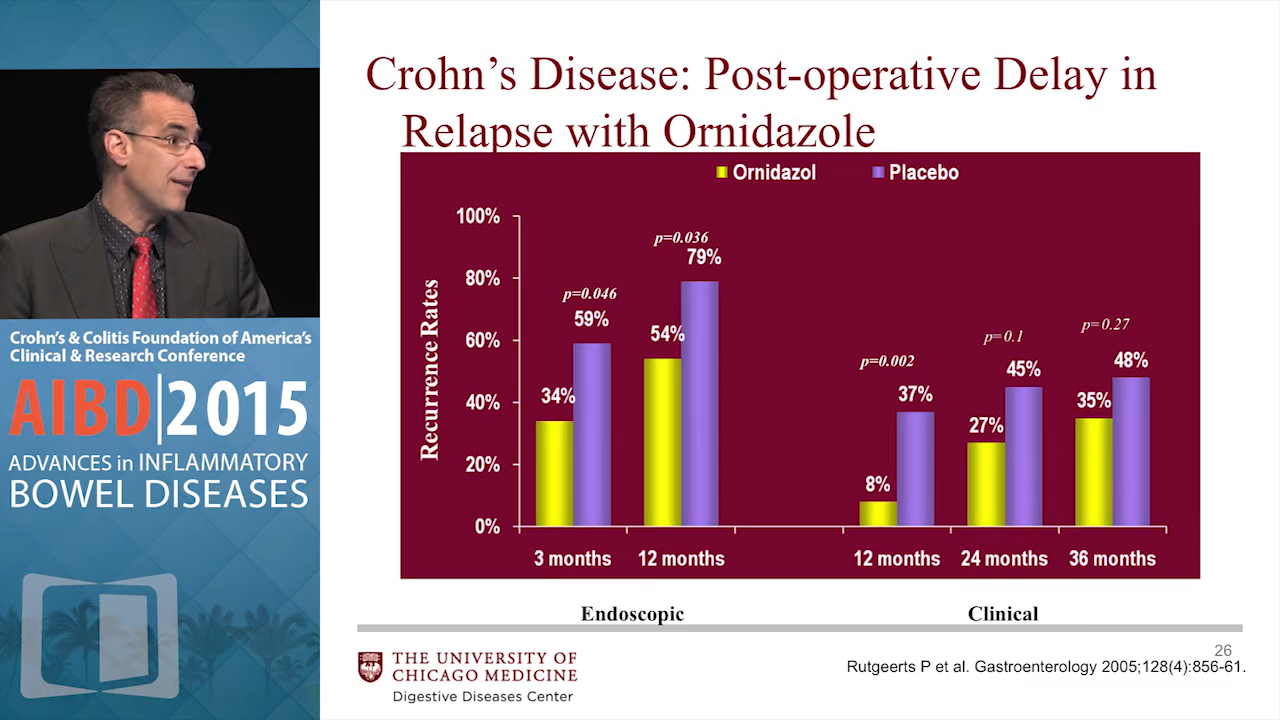 Crohn's & Colitis Foundation of America's
Clinical & Research Conference
AIBD|2015
ADVANCES in INFLAMMATORY
BOWEL DISEASES
Crohn's Disease: Post-operative Delay in
Relapse with Ornidazole
Ornidazol Placebo
Recurrence Rates
100%
80%
60%
40%
20%
0%
p=0.046
59%
34%
p=0.036
79%
54%
p=0.002
37%
8%
p=0.1
45%
27%
p=0.27
48%
35%
3 months 12 months 12 months 24 months 36 months
Endoscopic Clinical
THE UNIVERSITY OF
CHICAGO MEDICINE
Digestive Diseases Center
26
Rutgeerts P et al. Gastroenterology 2005;128(4):856-61.